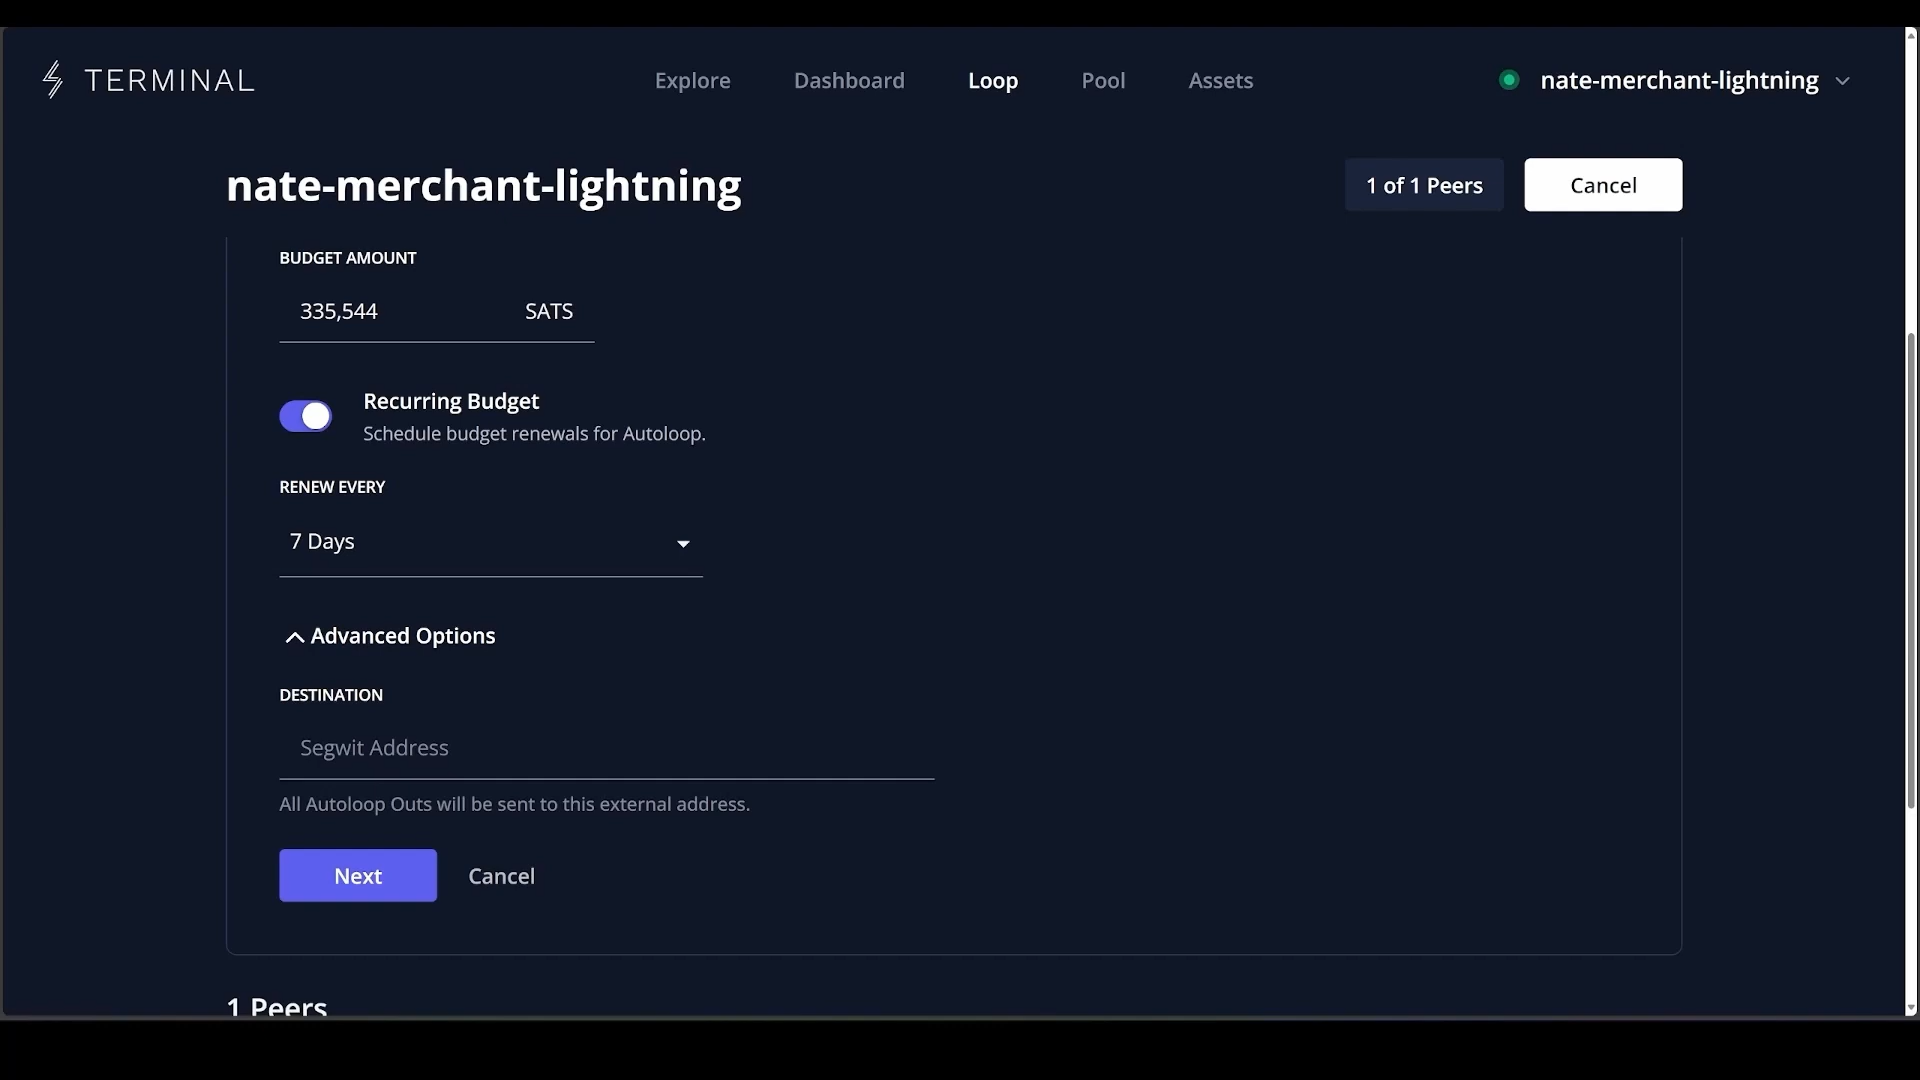 TERMINAL
Explore
Dashboard
Loop
Pool
Assets
nate-merchant-lightning
nate-merchant-lightning
1 of 1 Peers
Cancel
BUDGET AMOUNT
335,544 SATS
Recurring Budget
Schedule budget renewals for Autoloop.
RENEW EVERY
7 Days
Advanced Options
DESTINATION
Segwit Address
All Autoloop Outs will be sent to this external address.
Next
Cancel
1 Peers